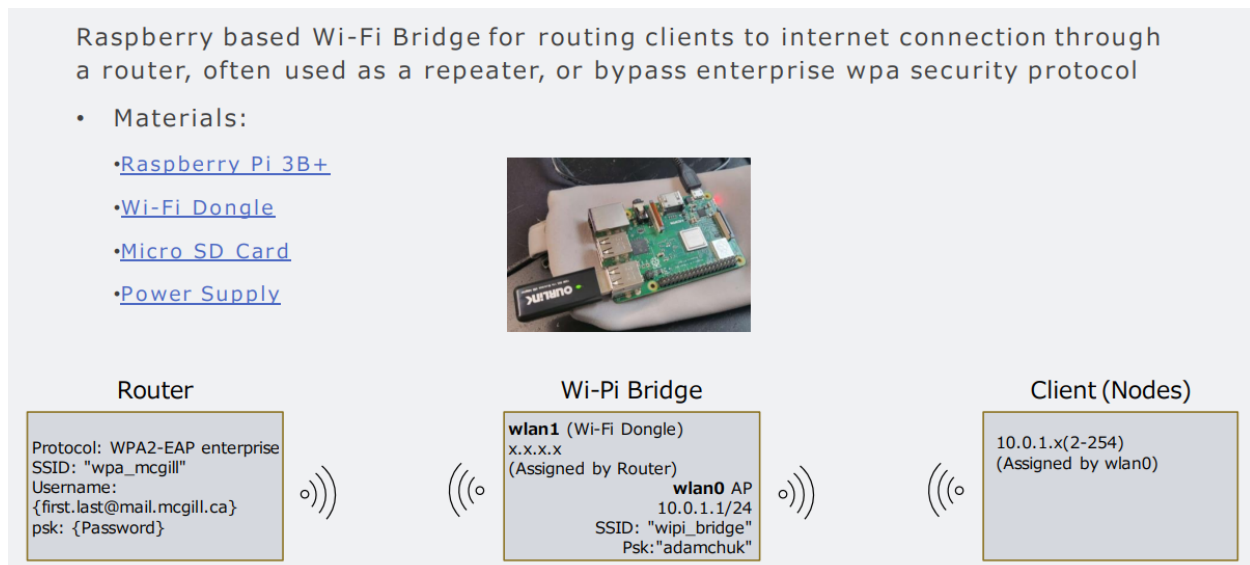 Raspberry based Wi-Fi Bridge for routing clients to internet connection through
a router, often used as a repeater, or bypass enterprise wpa security protocol
• Materials:
•Raspberry Pi 3B+
•Wi-Fi Dongle
•Micro SD Card
•Power Supply
OURLINK
Router
Protocol: WPA2-EAP enterprise
SSID: "wpa_mcgill"
Username:
{first.last@mail.mcgill.ca}
psk: {Password}
Wi-Pi Bridge
wlan1 (Wi-Fi Dongle)
x.x.x.x
(Assigned by Router)
wlan0 AP
10.0.1.1/24
SSID: "wipi_bridge"
Psk:"adamchuk"
Client (Nodes)
10.0.1.x(2-254)
(Assigned by wlan0)